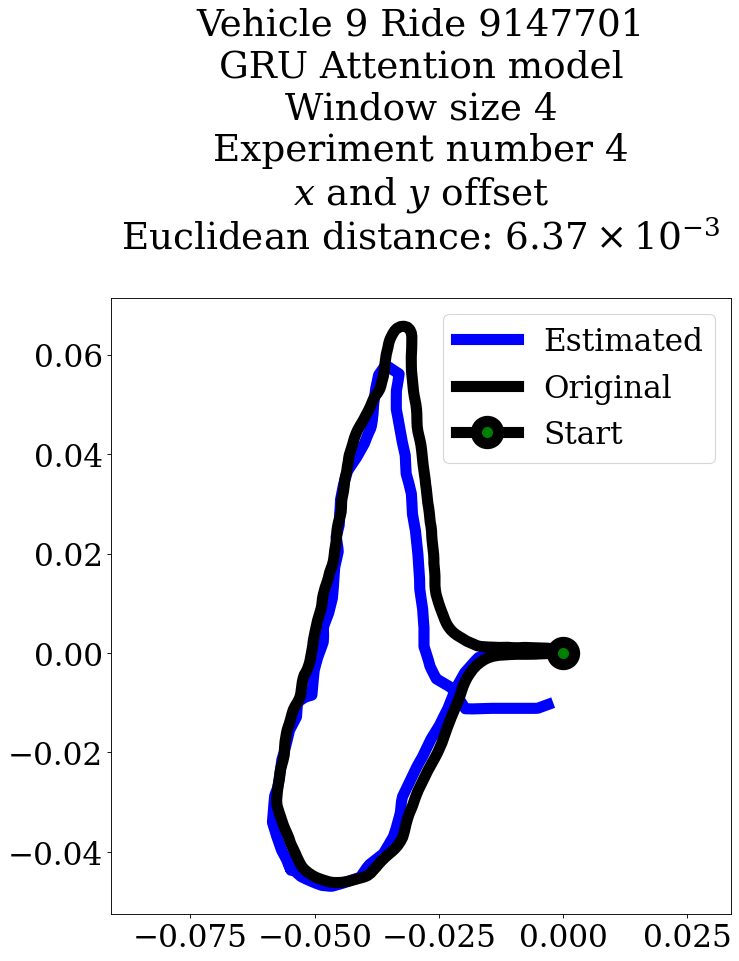 Vehicle 9 Ride 9147701
GRU Attention model
Window size 4
Experiment number 4
x and y offset
Euclidean distance: 6.37 × 10⁻³
Estimated
Original
Start
0.06
0.04
0.02
0.00
−0.02
−0.04
−0.075 −0.050 −0.025 0.000 0.025